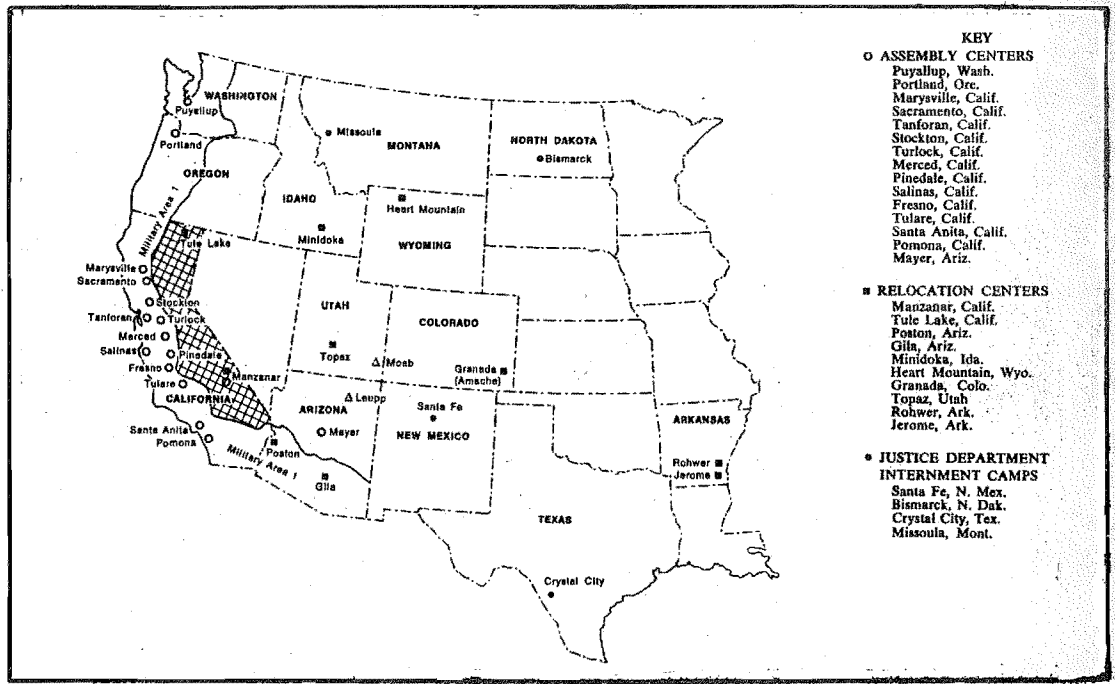 WASHINGTON
Puyallup
Portland
OREGON
Military Area 1
Missoula
MONTANA
NORTH DAKOTA
Bismarck
IDAHO
Minidoka
Heart Mountain
WYOMING
Tule Lake
Marysville
Sacramento
Stockton
Tanforan
Turlock
Merced
Salinas
Pinedale
Fresno
Manzanar
Tulare
CALIFORNIA
Santa Anita
Pomona
Military Area 1
UTAH
Topaz
Moab
COLORADO
Granada
(Amache)
Leupp
ARIZONA
Mayer
Poston
Gila
Santa Fe
NEW MEXICO
ARKANSAS
Rohwer
Jerome
TEXAS
Crystal City
KEY
ASSEMBLY CENTERS
Puyallup, Wash.
Portland, Ore.
Marysville, Calif.
Sacramento, Calif.
Tanforan, Calif.
Stockton, Calif.
Turlock, Calif.
Merced, Calif.
Pinedale, Calif.
Salinas, Calif.
Fresno, Calif.
Tulare, Calif.
Santa Anita, Calif.
Pomona, Calif.
Mayer, Ariz.
RELOCATION CENTERS
Manzanar, Calif.
Tule Lake, Calif.
Poston, Ariz.
Gila, Ariz.
Minidoka, Ida.
Heart Mountain, Wyo.
Granada, Colo.
Topaz, Utah
Rohwer, Ark.
Jerome, Ark.
JUSTICE DEPARTMENT
INTERNMENT CAMPS
Santa Fe, N. Mex.
Bismarck, N. Dak.
Crystal City, Tex.
Missoula, Mont.